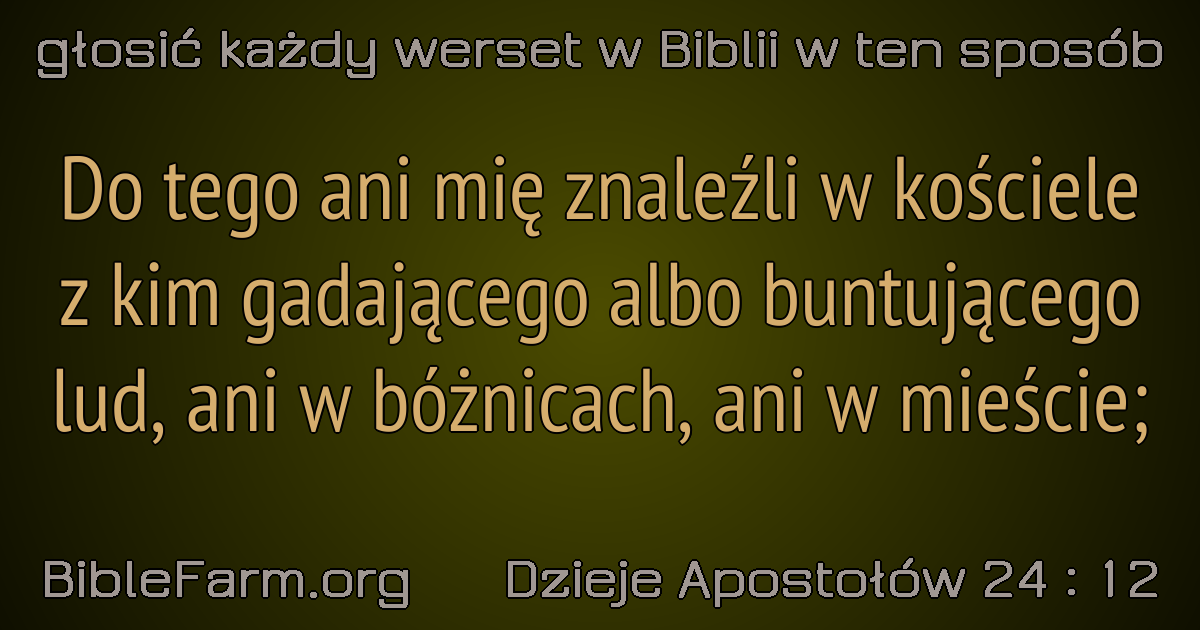 głosić każdy werset w Biblii w ten sposób
Do tego ani mię znaleźli w kościele
z kim gadającego albo buntującego
lud, ani w bóżnicach, ani w mieście;
BibleFarm.org Dzieje Apostołów 24 : 12